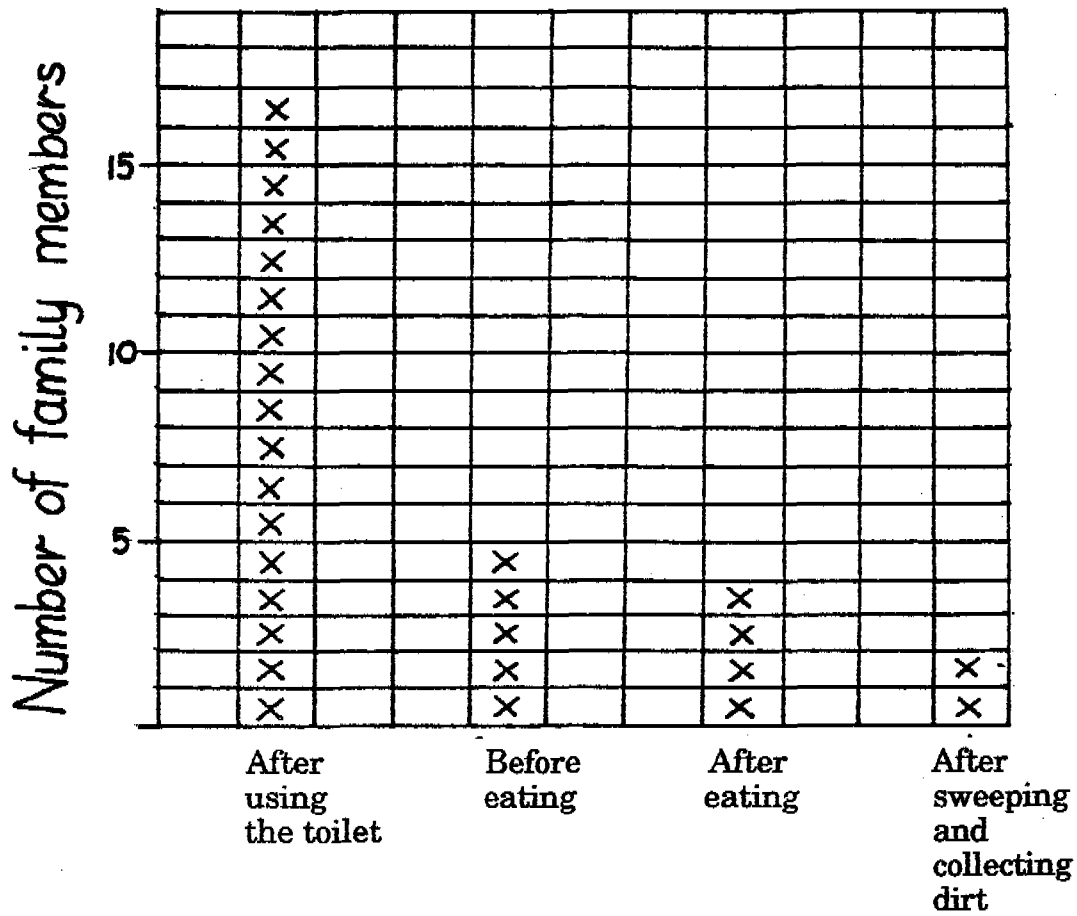 Number of family members
15
10
5
After
using
the toilet
Before
eating
After
eating
After
sweeping
and
collecting
dirt